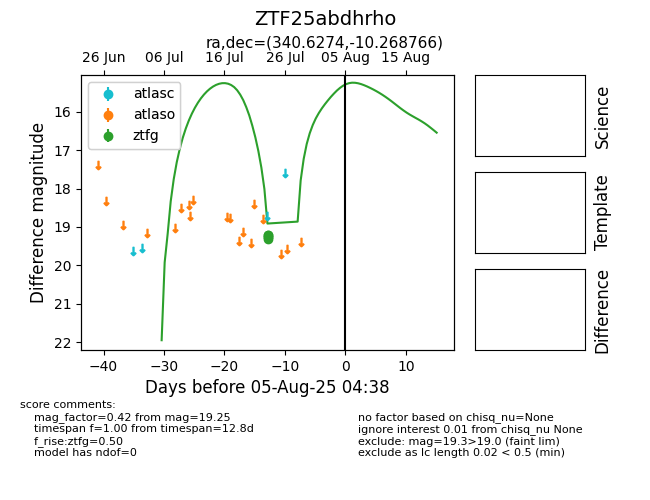 ZTF25abdhrho
ra,dec=(340.6274,-10.268766)
26 Jun 06 Jul 16 Jul 26 Jul 05 Aug 15 Aug
atlasc
atlaso
ztfg
16
17
18
19
20
21
22
Difference magnitude
−40 −30 −20 −10 0 10
Days before 05-Aug-25 04:38
Science
Template
Difference
score comments:
mag_factor=0.42 from mag=19.25
timespan f=1.00 from timespan=12.8d
f_rise:ztfg=0.50
model has ndof=0
no factor based on chisq_nu=None
ignore interest 0.01 from chisq_nu None
exclude: mag=19.3>19.0 (faint lim)
exclude as lc length 0.02 < 0.5 (min)